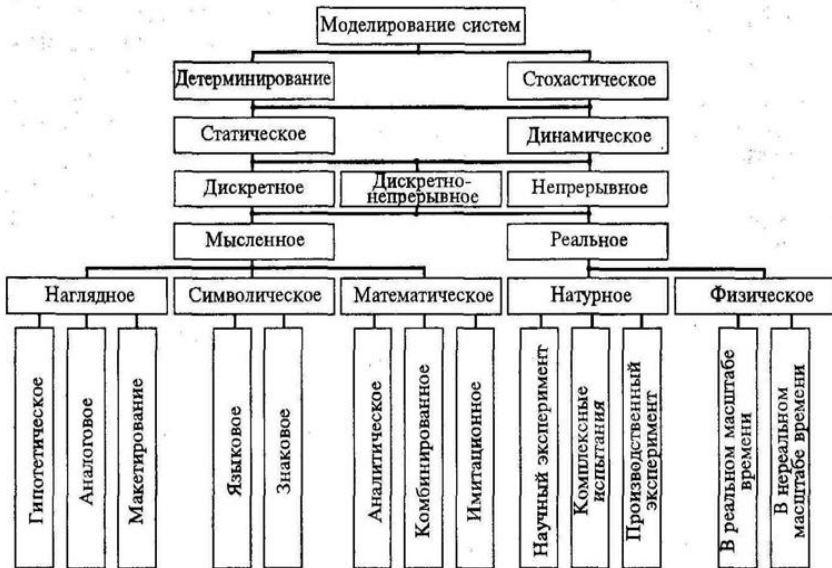 Моделирование систем
Детерминирование
Стохастическое
Статическое
Динамическое
Дискретное
Дискретно-
непрерывное
Непрерывное
Мысленное
Реальное
Наглядное
Символическое
Математическое
Натурное
Физическое
Гипотетическое
Аналоговое
Макетирование
Языковое
Знаковое
Аналитическое
Комбинированное
Имитационное
Научный эксперимент
Комплексные
испытания
Производственный
эксперимент
В реальном масштабе
времени
В нереальном
масштабе времени